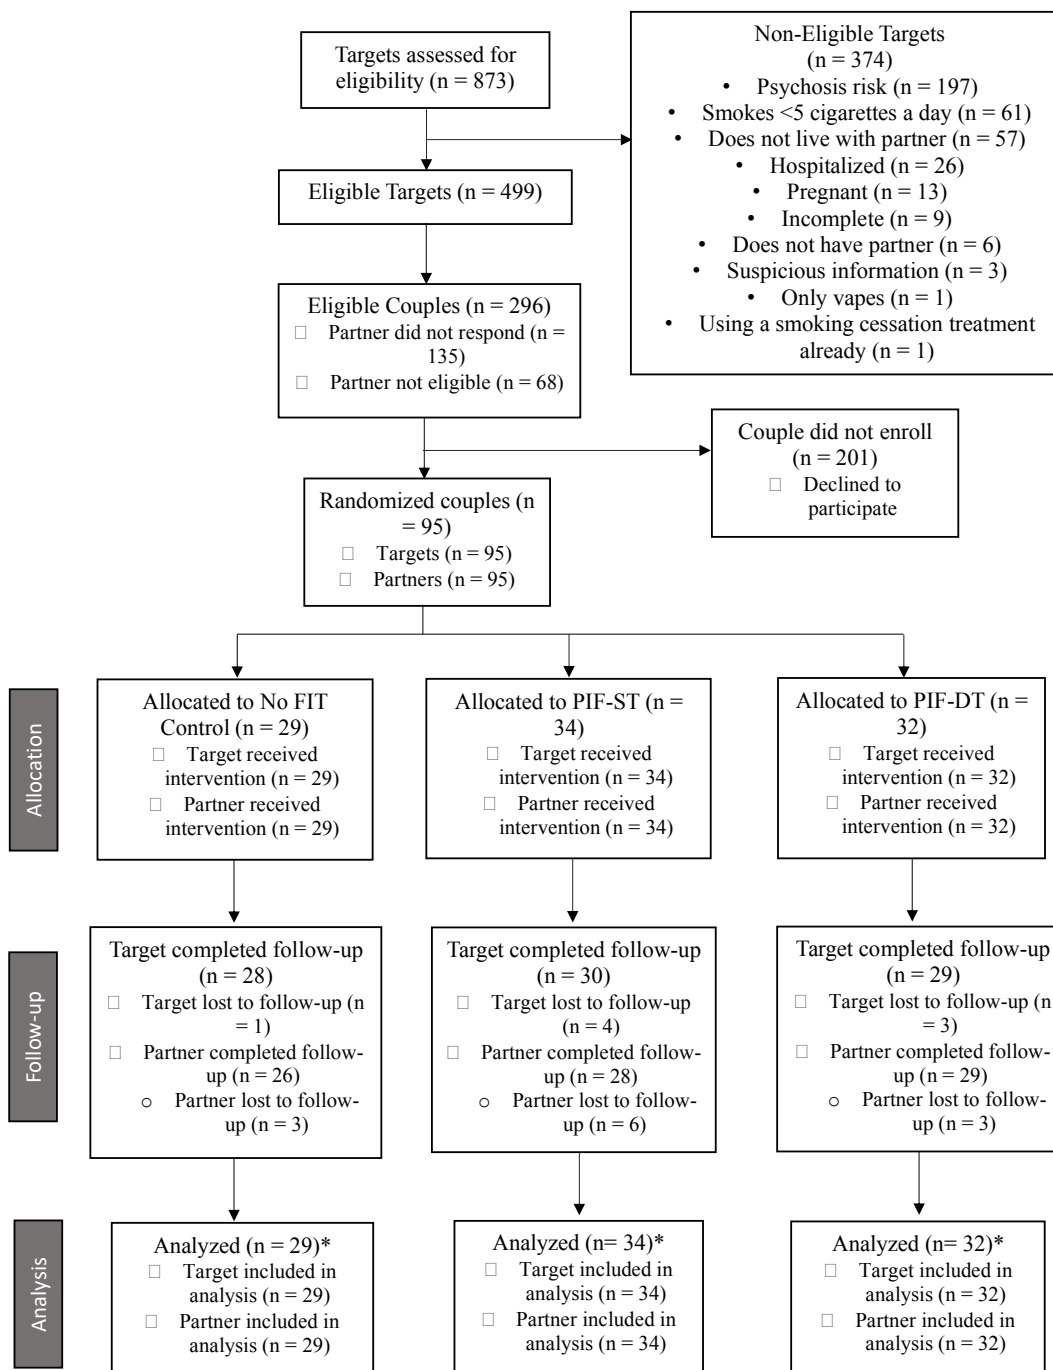 Targets assessed for
eligibility (n = 873)
Non-Eligible Targets
(n = 374)
• Psychosis risk (n = 197)
• Smokes <5 cigarettes a day (n = 61)
• Does not live with partner (n = 57)
• Hospitalized (n = 26)
• Pregnant (n = 13)
• Incomplete (n = 9)
• Does not have partner (n = 6)
• Suspicious information (n = 3)
• Only vapes (n = 1)
• Using a smoking cessation treatment
already (n = 1)
Eligible Targets (n = 499)
Eligible Couples (n = 296)
□ Partner did not respond (n =
135)
□ Partner not eligible (n = 68)
Couple did not enroll
(n = 201)
□ Declined to
participate
Randomized couples (n
= 95)
□ Targets (n = 95)
□ Partners (n = 95)
Allocation
Allocated to No FIT
Control (n = 29)
□ Target received
intervention (n = 29)
□ Partner received
intervention (n = 29)
Allocated to PIF-ST (n =
34)
□ Target received
intervention (n = 34)
□ Partner received
intervention (n = 34)
Allocated to PIF-DT (n =
32)
□ Target received
intervention (n = 32)
□ Partner received
intervention (n = 32)
Follow-up
Target completed follow-up
(n = 28)
□ Target lost to follow-up (n
= 1)
□ Partner completed follow-
up (n = 26)
o Partner lost to follow-
up (n = 3)
Target completed follow-up
(n = 30)
□ Target lost to follow-up (n
= 4)
□ Partner completed follow-
up (n = 28)
o Partner lost to follow-
up (n = 6)
Target completed follow-up
(n = 29)
□ Target lost to follow-up (n
= 3)
□ Partner completed follow-
up (n = 29)
o Partner lost to follow-
up (n = 3)
Analysis
Analyzed (n = 29)*
□ Target included in
analysis (n = 29)
□ Partner included in
analysis (n = 29)
Analyzed (n= 34)*
□ Target included in
analysis (n = 34)
□ Partner included in
analysis (n = 34)
Analyzed (n= 32)*
□ Target included in
analysis (n = 32)
□ Partner included in
analysis (n = 32)